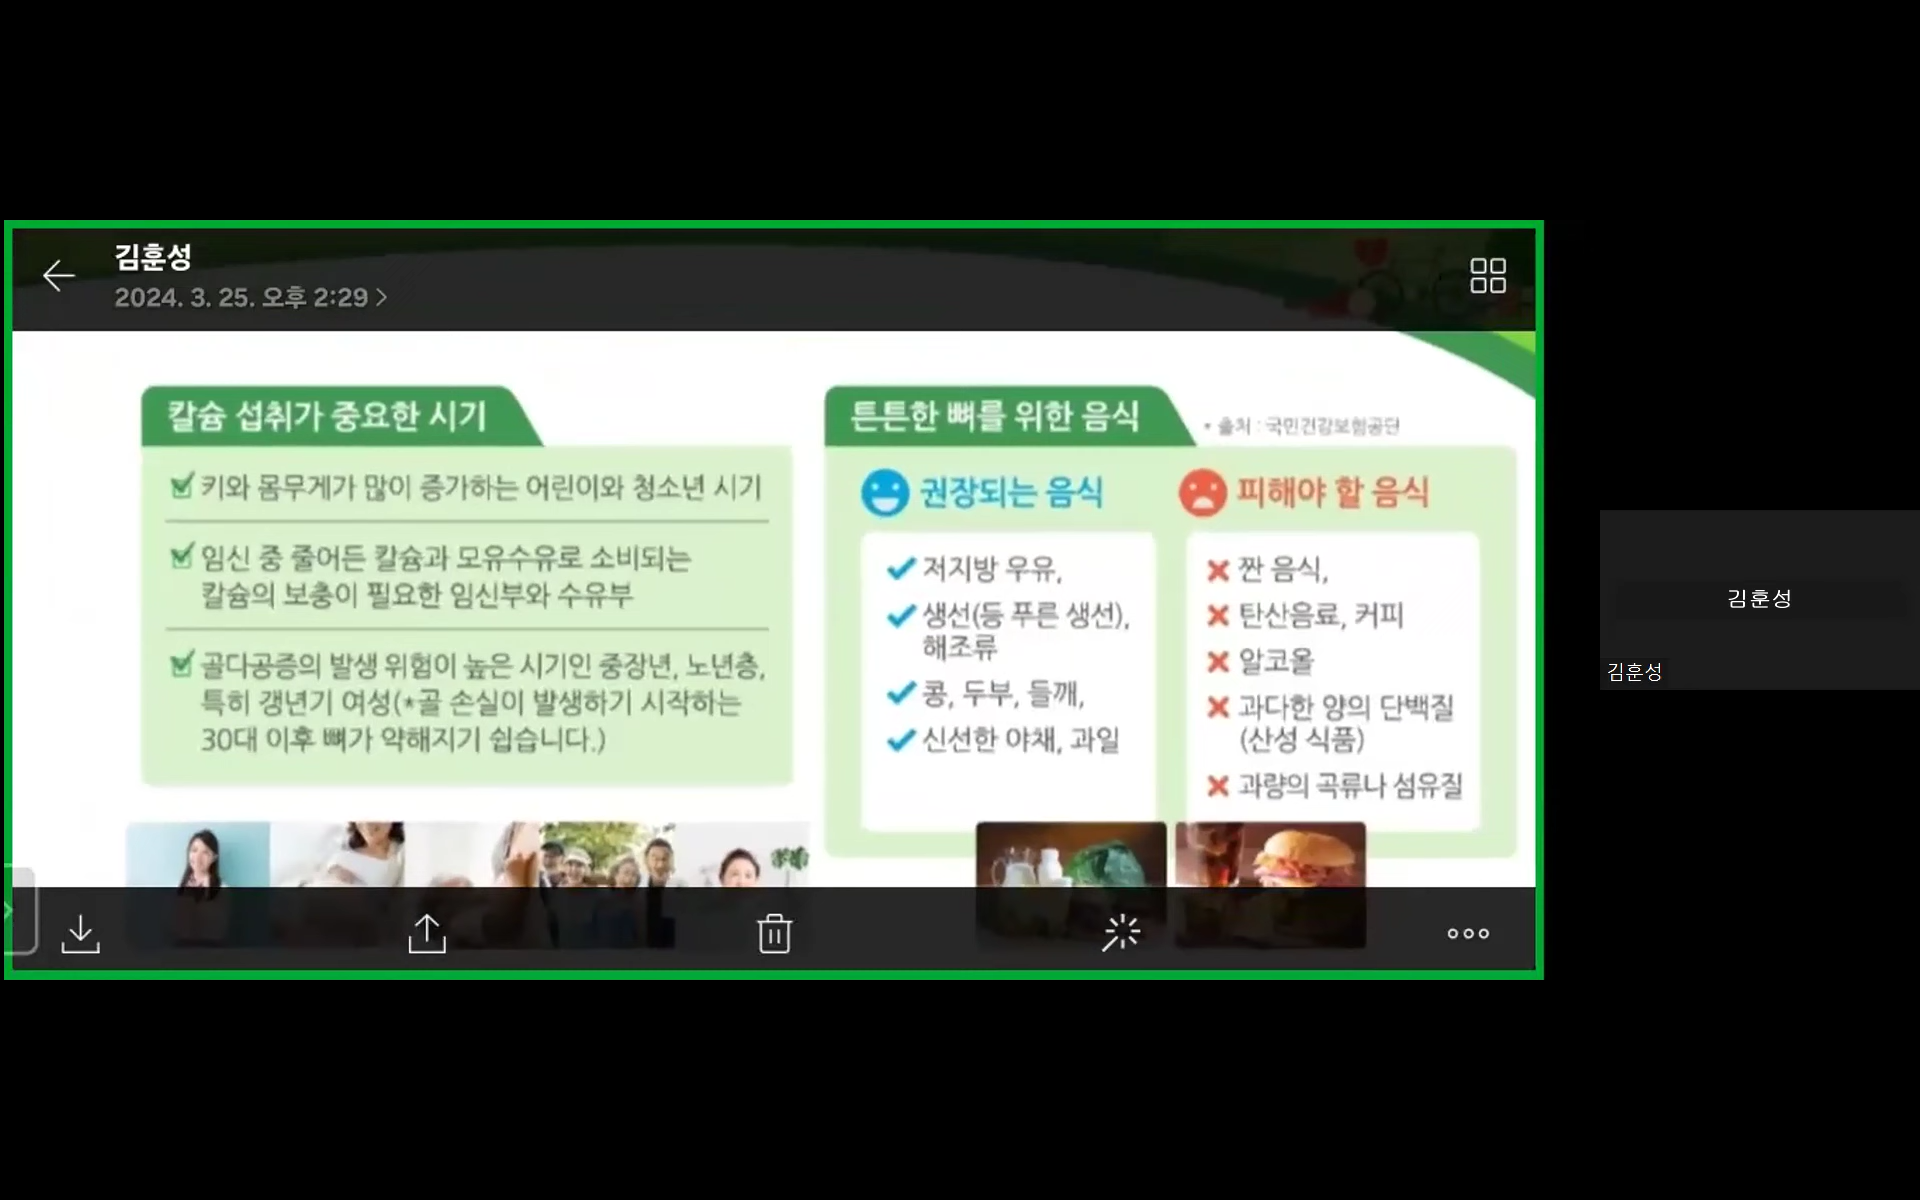 김훈성
2024. 3. 25. 오후 2:29
칼슘 섭취가 중요한 시기
키와 몸무게가 많이 증가하는 어린이와 청소년 시기
임신 중 줄어든 칼슘과 모유수유로 소비되는
칼슘의 보충이 필요한 임신부와 수유부
골다공증의 발생 위험이 높은 시기인 중장년, 노년층,
특히 갱년기 여성(*골 손실이 발생하기 시작하는
30대 이후 뼈가 약해지기 쉽습니다.)
튼튼한 뼈를 위한 음식
• 출처 : 국민건강보험공단
권장되는 음식
저지방 우유,
생선(등 푸른 생선),
해조류
콩, 두부, 들깨,
신선한 야채, 과일
피해야 할 음식
짠 음식,
탄산음료, 커피
알코올
과다한 양의 단백질
(산성 식품)
과량의 곡류나 섬유질
김훈성
김훈성